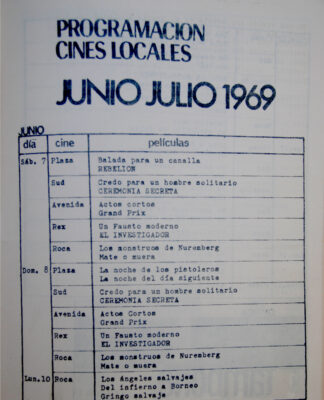 PROGRAMACION
CINES LOCALES
JUNIO JULIO 1969
JUNIO
día cine películas
Sáb. 7 Plaza Balada para un canalla
REBELION
Sud Credo para un hombre solitario
CEREMONIA SECRETA
Avenida Actos cortos
Grand Prix
Rex Un Fausto moderno
EL INVESTIGADOR
Roca Los monstruos de Nuremberg
Mate o muera
Dom. 8 Plaza La noche de los pistoleros
La noche del día siguiente
Sud Credo para un hombre solitario
CEREMONIA SECRETA
Avenida Actos Cortos
Grand Prix
Rex Un Fausto moderno
EL INVESTIGADOR
Roca Los monstruos de Nuremberg
Mate o muera
Lun.10 Roca Los ángeles salvajes
Del infierno a Borneo
Gringo salvaje